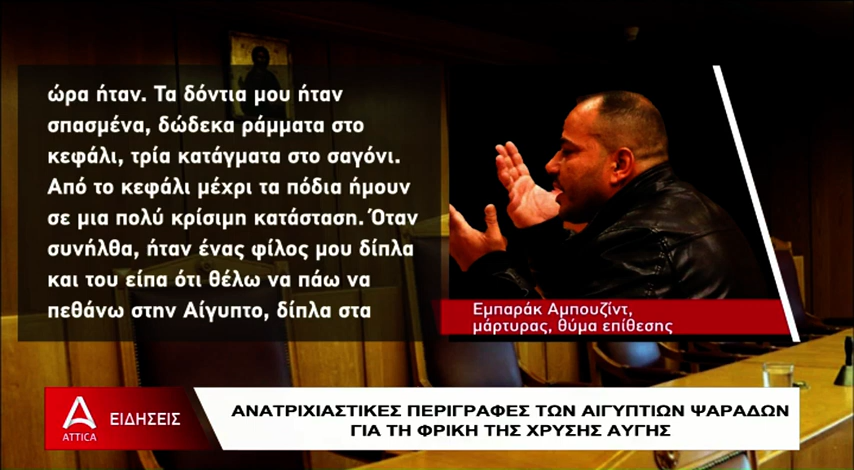 ώρα ήταν. Τα δόντια μου ήταν
σπασμένα, δώδεκα ράμματα στο
κεφάλι, τρία κατάγματα στο σαγόνι.
Από το κεφάλι μέχρι τα πόδια ήμουν
σε μια πολύ κρίσιμη κατάσταση. Όταν
συνήλθα, ήταν ένας φίλος μου δίπλα
και του είπα ότι θέλω να πάω να
πεθάνω στην Αίγυπτο, δίπλα στα
Εμπαράκ Αμπουζίντ,
μάρτυρας, θύμα επίθεσης
ATTICA
ΕΙΔΗΣΕΙΣ
ΑΝΑΤΡΙΧΙΑΣΤΙΚΕΣ ΠΕΡΙΓΡΑΦΕΣ ΤΩΝ ΑΙΓΥΠΤΙΩΝ ΨΑΡΑΔΩΝ
ΓΙΑ ΤΗ ΦΡΙΚΗ ΤΗΣ ΧΡΥΣΗΣ ΑΥΓΗΣ